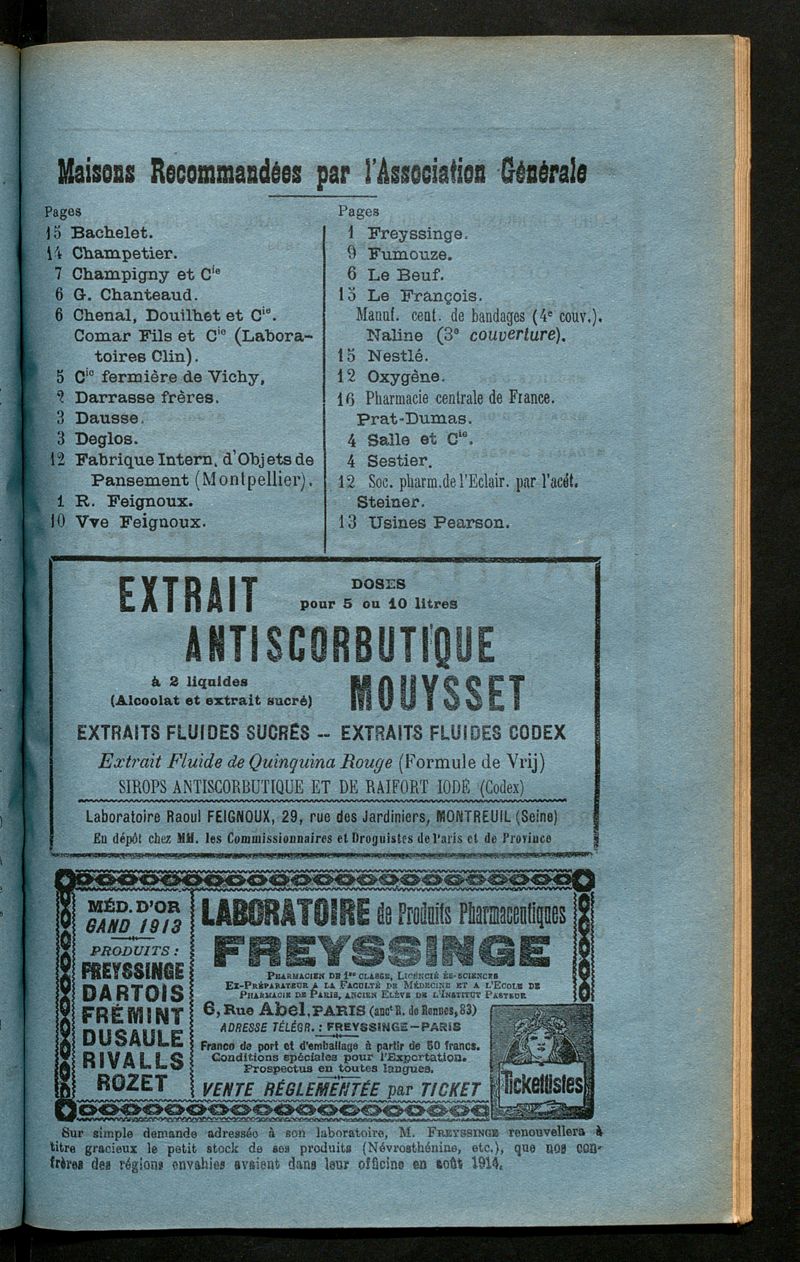 Maisons Recommandées par l'Association Générale
Pages
15 Bachelet.
14 Champetier.
7 Champigny et Cie
6 G. Chanteaud.
6 Chenal, Douilhet et Cie.
Comar Fils et Cie (Labora-
toires Clin).
5 Cie fermière de Vichy,
2 Darrasse frères.
3 Dausse.
3 Deglos.
12 Fabrique Intern. d'Objets de
Pansement (Montpellier).
1 R. Feignoux.
10 Vve Feignoux.
Pages
1 Freyssinge.
9 Fumouze.
6 Le Beuf.
15 Le François.
Manuf. cent. de bandages (4e couv.).
Naline (3e couverture).
15 Nestlé.
12 Oxygène.
16 Pharmacie centrale de France.
Prat-Dumas.
4 Salle et Cie.
4 Sestier.
12 Soc. pharm. de l'Eclair. par l'acét.
Steiner.
13 Usines Pearson.
EXTRAIT
DOSES
pour 5 ou 10 litres
ANTISCORBUTIQUE
à 2 liquides
(Alcoolat et extrait sucré)
MOUYSSET
EXTRAITS FLUIDES SUCRÉS -- EXTRAITS FLUIDES CODEX
Extrait Fluide de Quinquina Rouge (Formule de Vrij)
SIROPS ANTISCORBUTIQUE ET DE RAIFORT IODÉ (Codex)
Laboratoire Raoul FEIGNOUX, 29, rue des Jardiniers, MONTREUIL (Seine)
En dépôt chez MM. les Commissionnaires et Droguistes de Paris et de Province
MÉD. D'OR
GAND 1913
PRODUITS :
FREYSSINGE
DARTOIS
FRÉMINT
DUSAULE
RIVALLS
ROZET
LABORATOIRE de Produits Pharmaceutiques
FREYSSINGE
PHARMACIEN DE 1re CLASSE, LICENCIÉ ÈS-SCIENCES
EX-PRÉPARATEUR A LA FACULTÉ DE MÉDECINE ET A L'ECOLE DE
PHARMACIE DE PARIS, ANCIEN ELÈVE DE L'INSTITUT PASTEUR
6, Rue Abel, PARIS (anct R. de Rennes, 83)
ADRESSE TÉLÉGR. : FREYSSINGE-PARIS
Franco de port et d'emballage à partir de 50 francs.
Conditions spéciales pour l'Exportation.
Prospectus en toutes langues.
VENTE RÉGLEMENTÉE par TICKET
Tickettistes
Sur simple demande adressée à son laboratoire, M. FREYSSINGE renouvellera à
titre gracieux le petit stock de ses produits (Névrosthénine, etc.), que nos con-
frères des régions envahies avaient dans leur officine en août 1914.